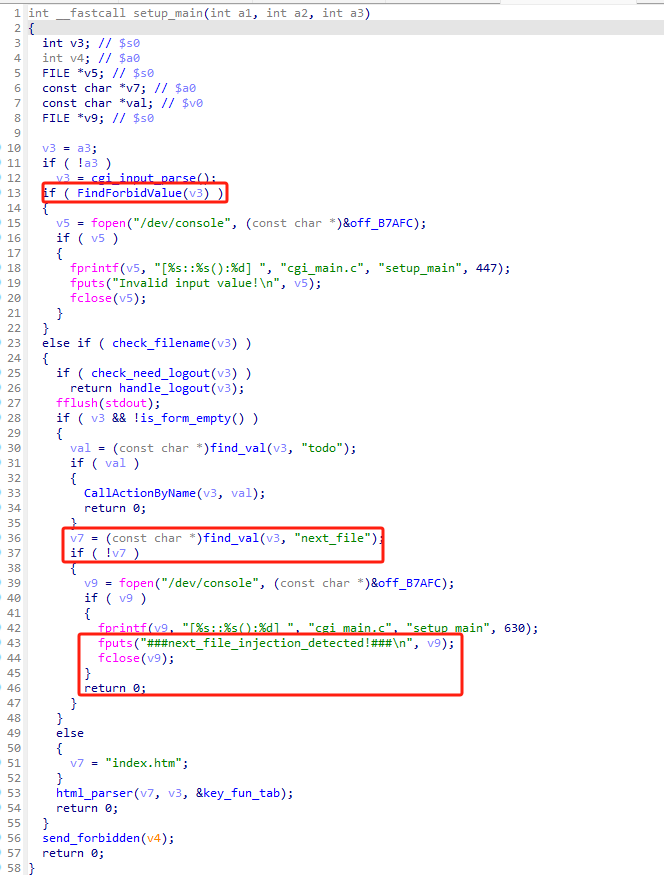 1 int __fastcall setup_main(int a1, int a2, int a3)
2 {
3 int v3; // $s0
4 int v4; // $a0
5 FILE *v5; // $s0
6 const char *v7; // $a0
7 const char *val; // $v0
8 FILE *v9; // $s0
9
10 v3 = a3;
11 if ( !a3 )
12 v3 = cgi_input_parse();
13 if ( FindForbidValue(v3) )
14 {
15 v5 = fopen("/dev/console", (const char *)&off_B7AFC);
16 if ( v5 )
17 {
18 fprintf(v5, "[%s::%s():%d] ", "cgi_main.c", "setup_main", 447);
19 fputs("Invalid input value!\n", v5);
20 fclose(v5);
21 }
22 }
23 else if ( check_filename(v3) )
24 {
25 if ( check_need_logout(v3) )
26 return handle_logout(v3);
27 fflush(stdout);
28 if ( v3 && !is_form_empty() )
29 {
30 val = (const char *)find_val(v3, "todo");
31 if ( val )
32 {
33 CallActionByName(v3, val);
34 return 0;
35 }
36 v7 = (const char *)find_val(v3, "next_file");
37 if ( !v7 )
38 {
39 v9 = fopen("/dev/console", (const char *)&off_B7AFC);
40 if ( v9 )
41 {
42 fprintf(v9, "[%s::%s():%d] ", "cgi_main.c", "setup_main", 630);
43 fputs("###next_file_injection_detected!###\n", v9);
44 fclose(v9);
45 }
46 return 0;
47 }
48 }
49 else
50 {
51 v7 = "index.htm";
52 }
53 html_parser(v7, v3, &key_fun_tab);
54 return 0;
55 }
56 send_forbidden(v4);
57 return 0;
58 }